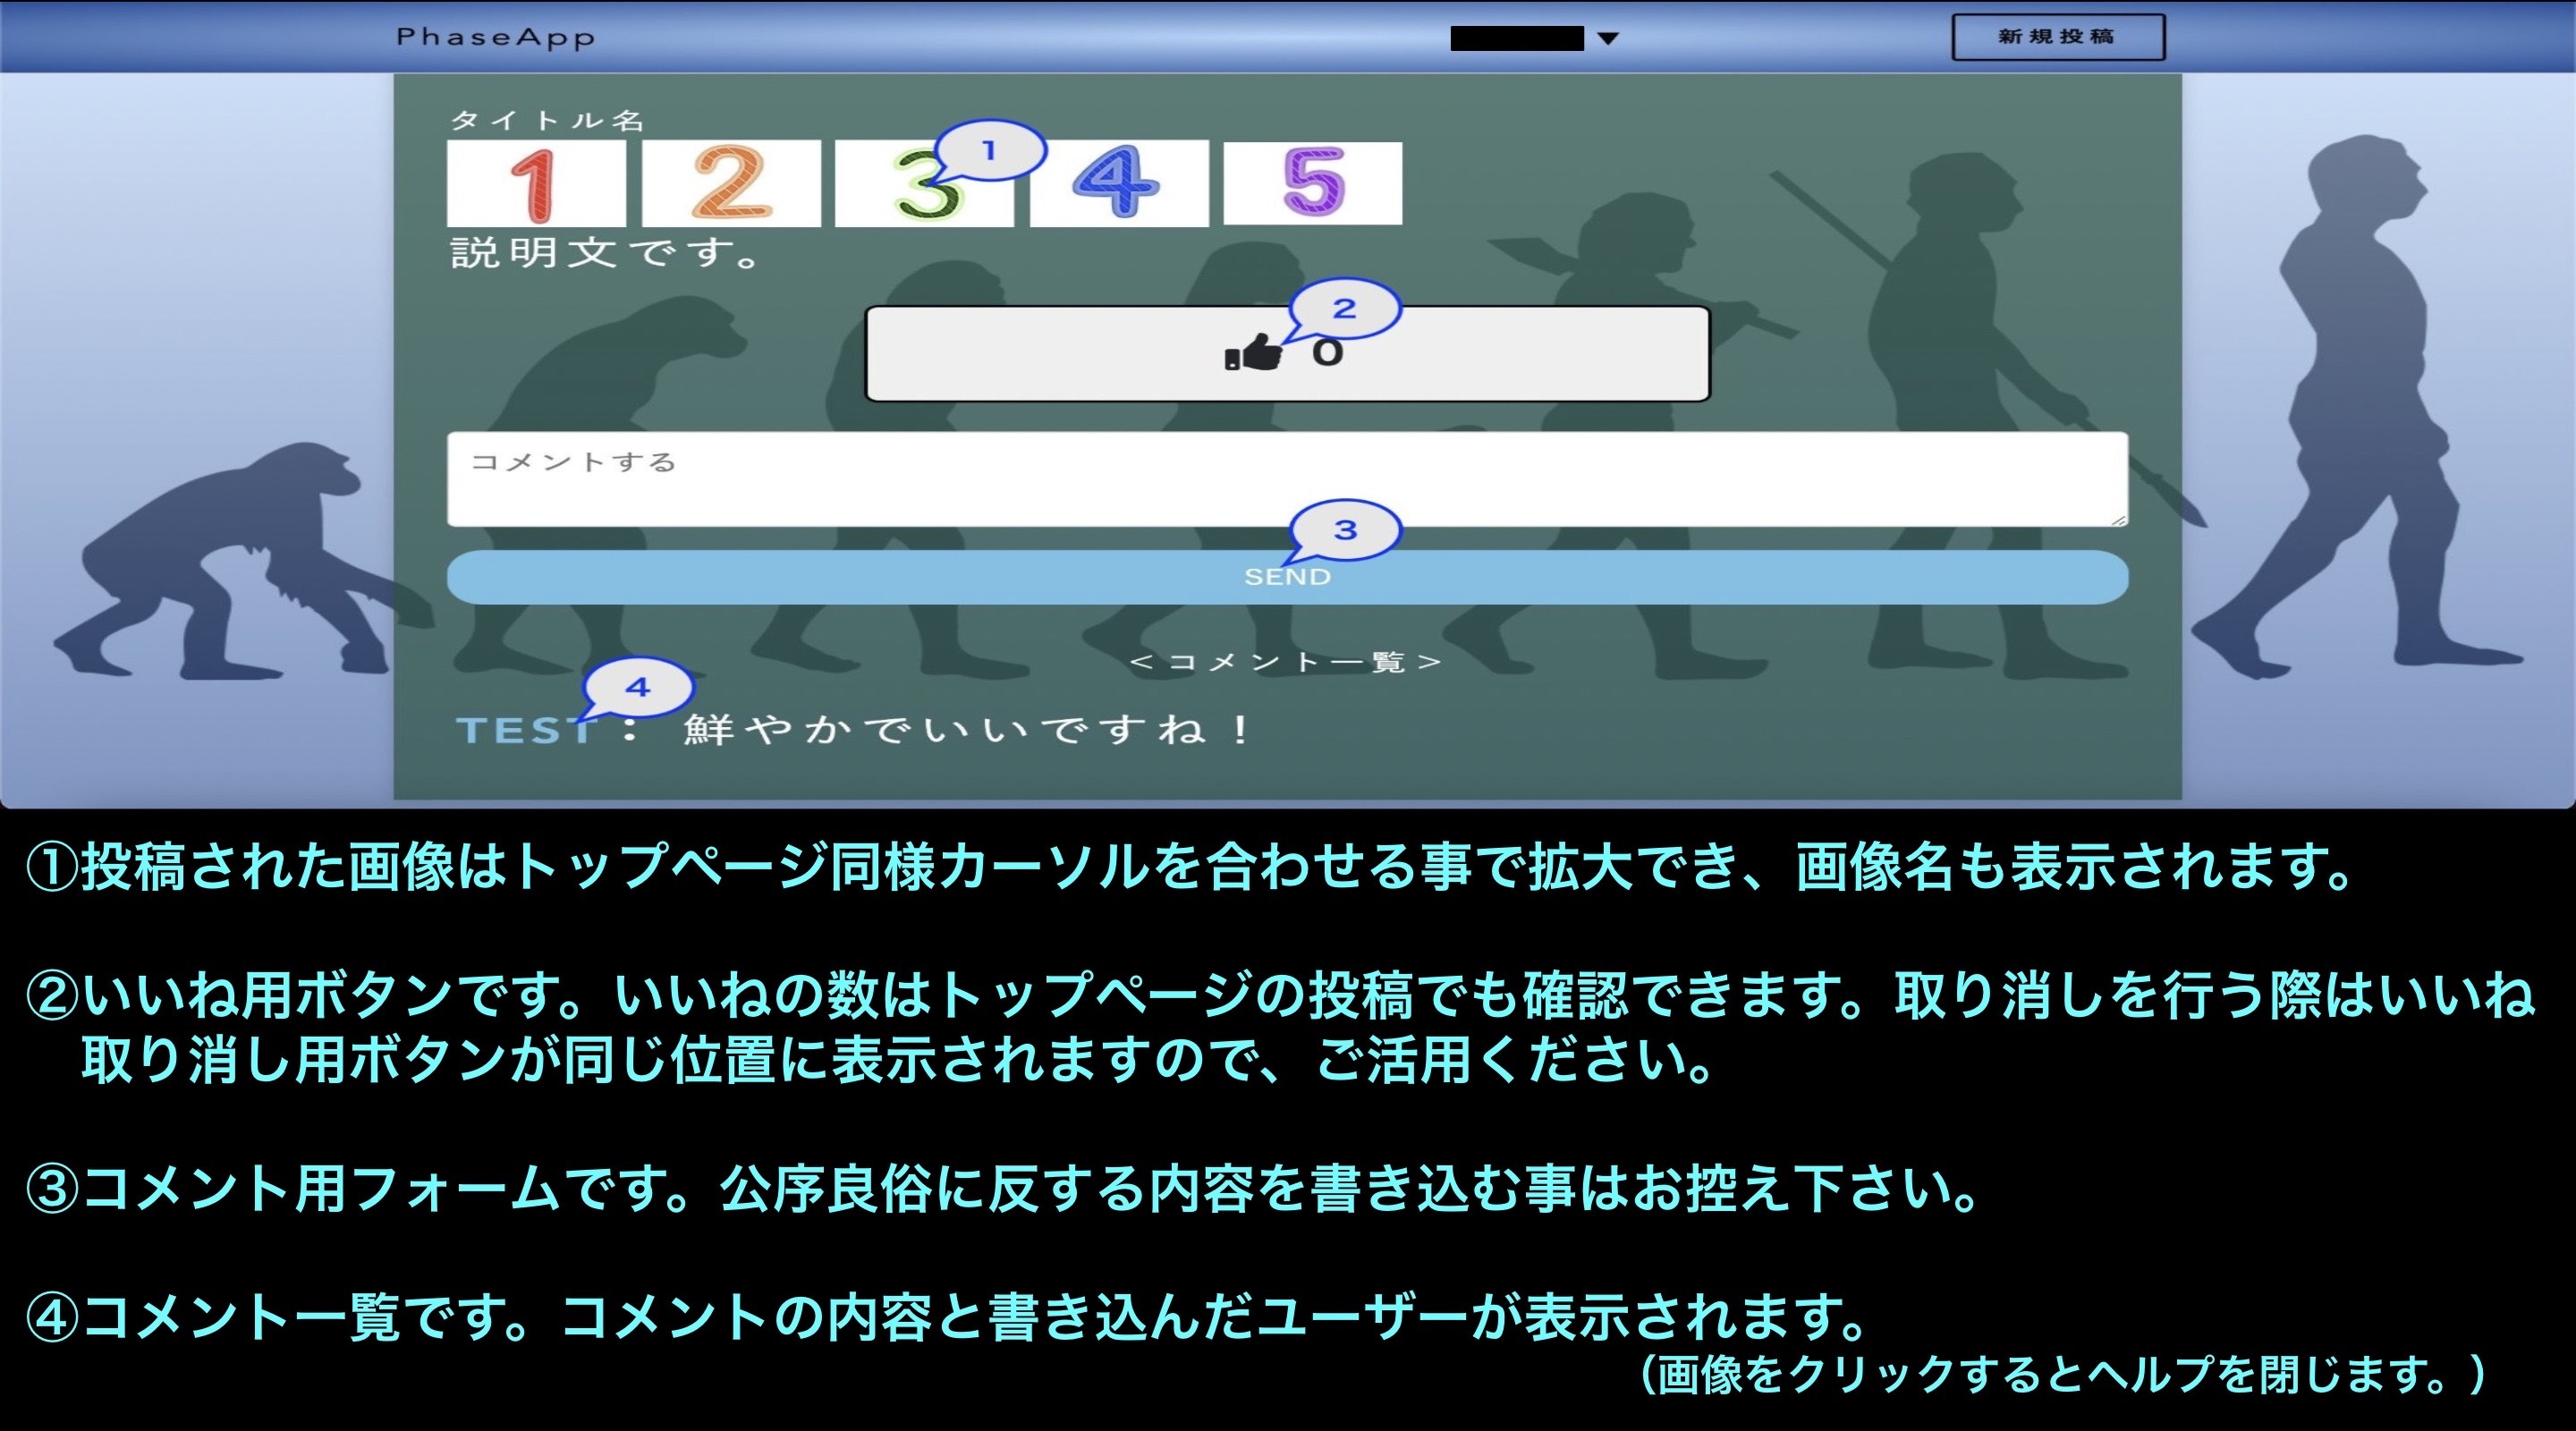 PhaseApp
新規投稿
タイトル名
1 2 3 4 5
1
説明文です。
2
0
コメントする
3
SEND
<コメント一覧>
4
TEST： 鮮やかでいいですね！
①投稿された画像はトップページ同様カーソルを合わせる事で拡大でき、画像名も表示されます。
②いいね用ボタンです。いいねの数はトップページの投稿でも確認できます。取り消しを行う際はいいね
取り消し用ボタンが同じ位置に表示されますので、ご活用ください。
③コメント用フォームです。公序良俗に反する内容を書き込む事はお控え下さい。
④コメント一覧です。コメントの内容と書き込んだユーザーが表示されます。
（画像をクリックするとヘルプを閉じます。）